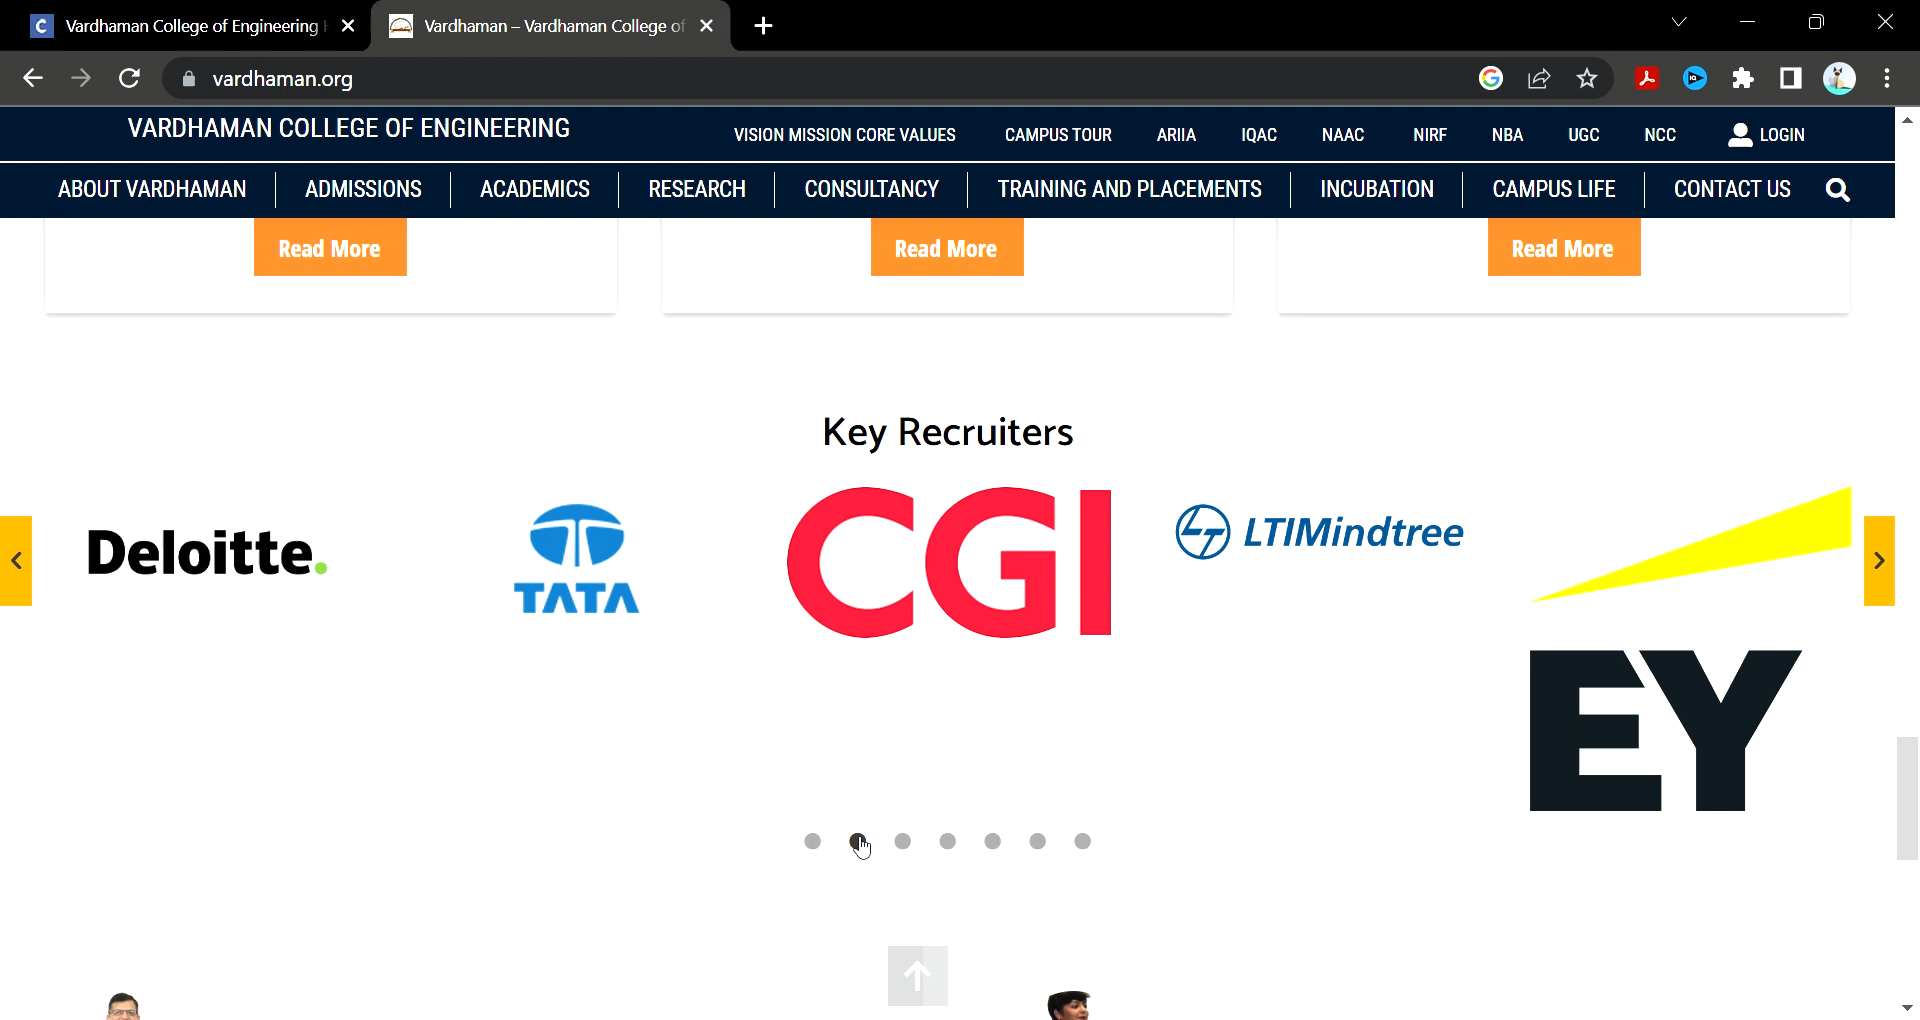 Vardhaman College of Engineering
Vardhaman – Vardhaman College of
vardhaman.org
VARDHAMAN COLLEGE OF ENGINEERING
VISION MISSION CORE VALUES CAMPUS TOUR ARIIA IQAC NAAC NIRF NBA UGC NCC LOGIN
ABOUT VARDHAMAN ADMISSIONS ACADEMICS RESEARCH CONSULTANCY TRAINING AND PLACEMENTS INCUBATION CAMPUS LIFE CONTACT US
Read More Read More Read More
Key Recruiters
Deloitte.
TATA
CGI
LTIMindtree
EY